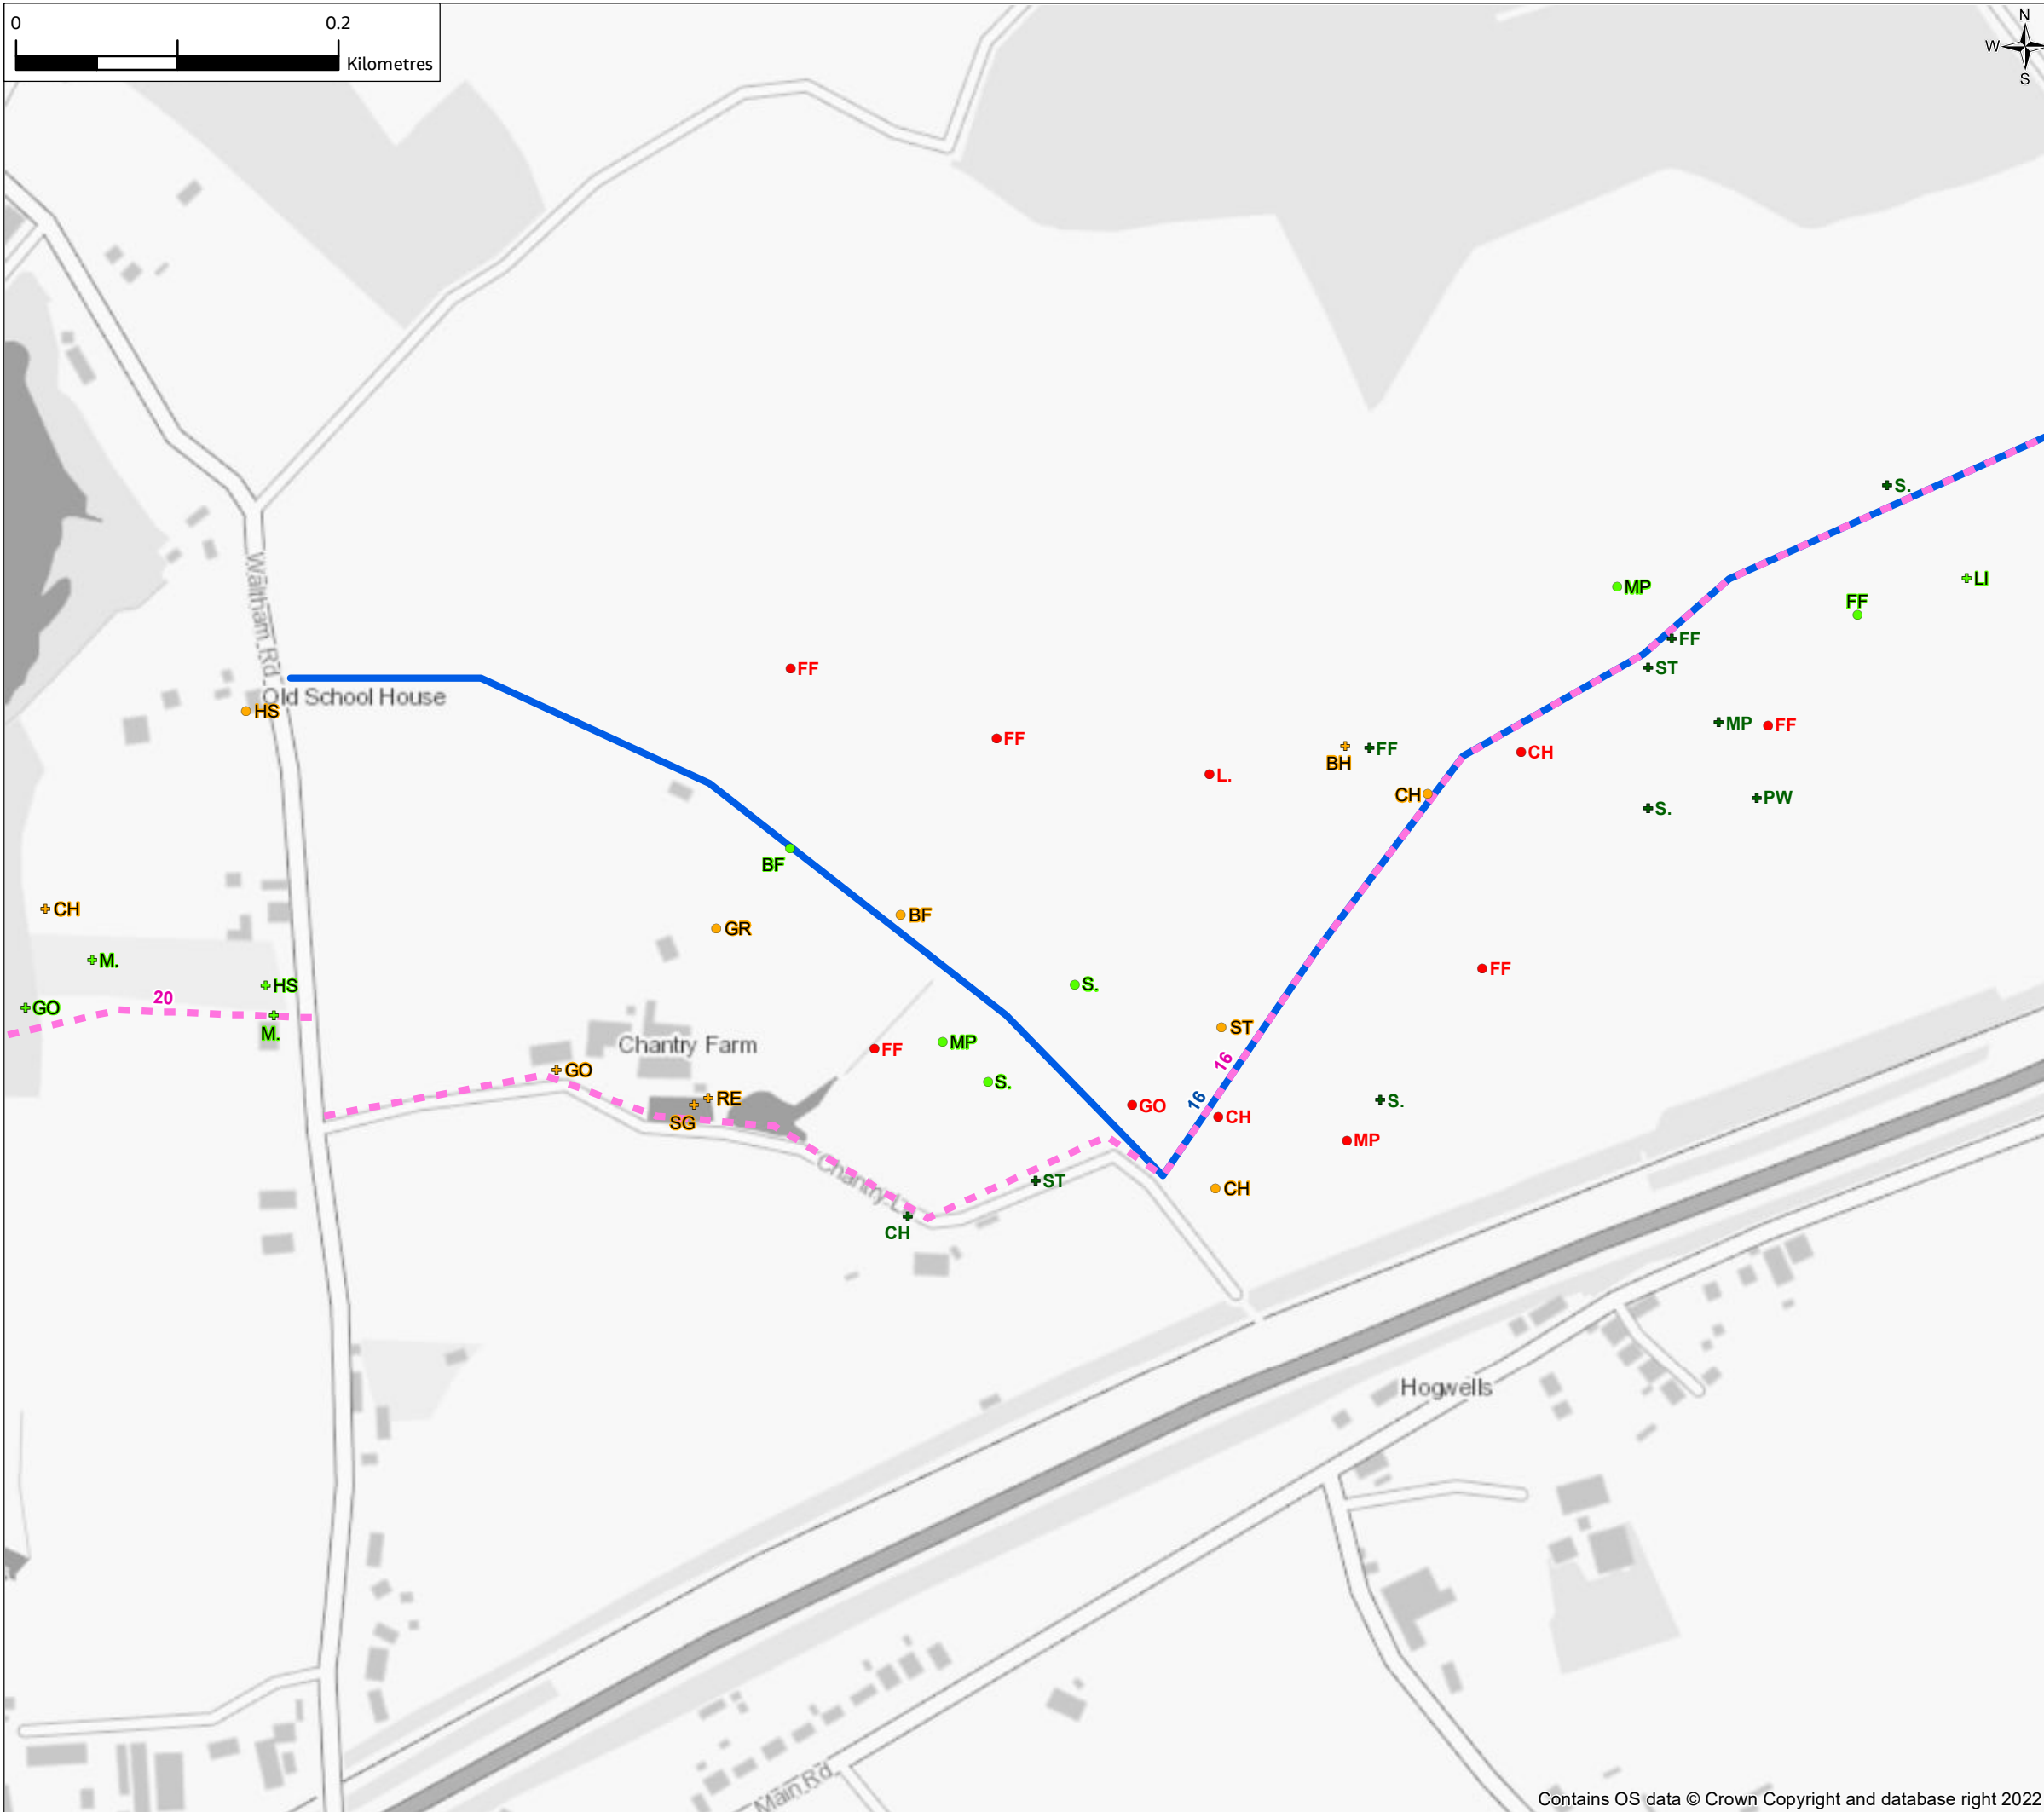 0 0.2
Kilometres
N
W
S
S.
MP
LI
FF
FF
FF
ST
Waltham Rd
Old School House
HS
FF
MP
FF
CH
BH
FF
L.
CH
PW
S.
BF
CH
BF
GR
M.
FF
HS
S.
20
GO
M.
ST
Chantry Farm
MP
FF
16
GO
S.
RE
SG
16
S.
GO
CH
MP
Chantry L
ST
CH
CH
Hogwells
Main Rd
Contains OS data © Crown Copyright and database right 2022